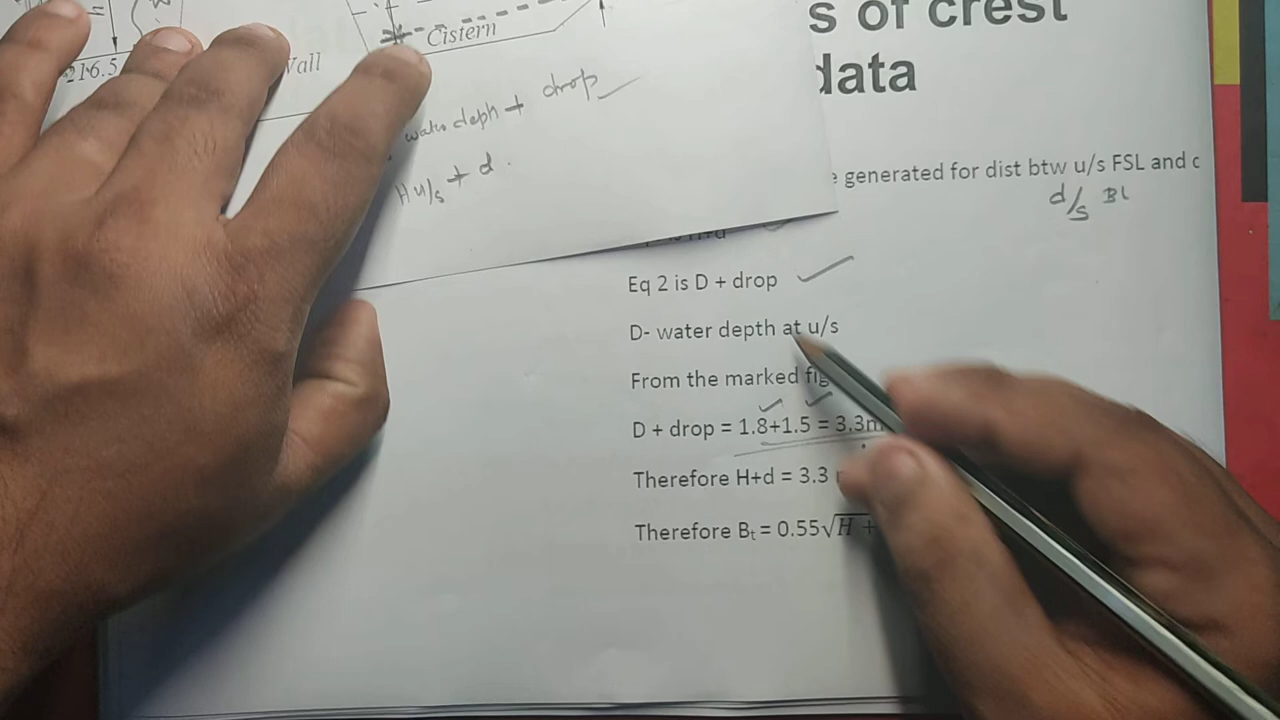 Cistern
216.5
Wall
water deph + drop
H u/s + d.
s of crest
data
generated for dist btw u/s FSL and
d/s BL
Eq 2 is D + drop
D- water depth at u/s
From the marked fig
D + drop = 1.8+1.5 = 3.3m
Therefore H+d = 3.3
Therefore Bt = 0.55√H +